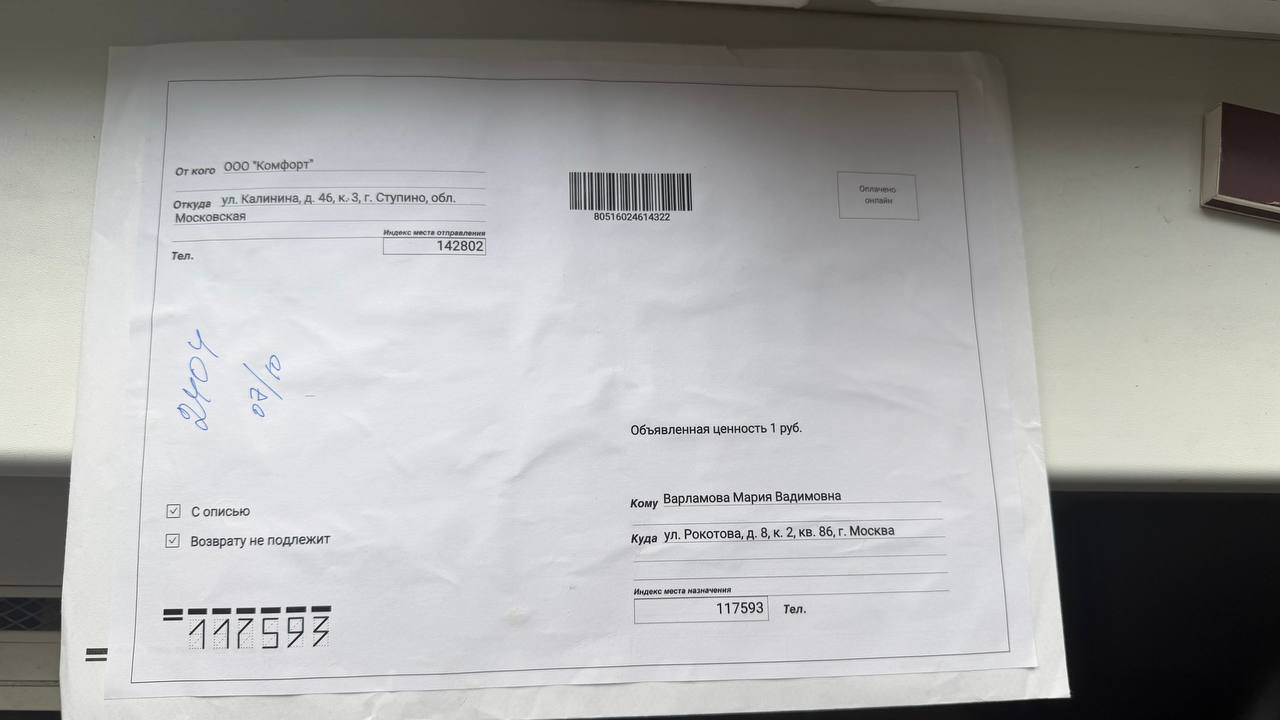 От кого ООО "Комфорт"
Откуда ул. Калинина, д. 46, к. 3, г. Ступино, обл.
Московская
Индекс места отправления
142802
Тел.
80516024614322
Оплачено
онлайн
2404
07/10
Объявленная ценность 1 руб.
С описью
Возврату не подлежит
Кому Варламова Мария Вадимовна
Куда ул. Рокотова, д. 8, к. 2, кв. 86, г. Москва
Индекс места назначения
117593 Тел.
117593